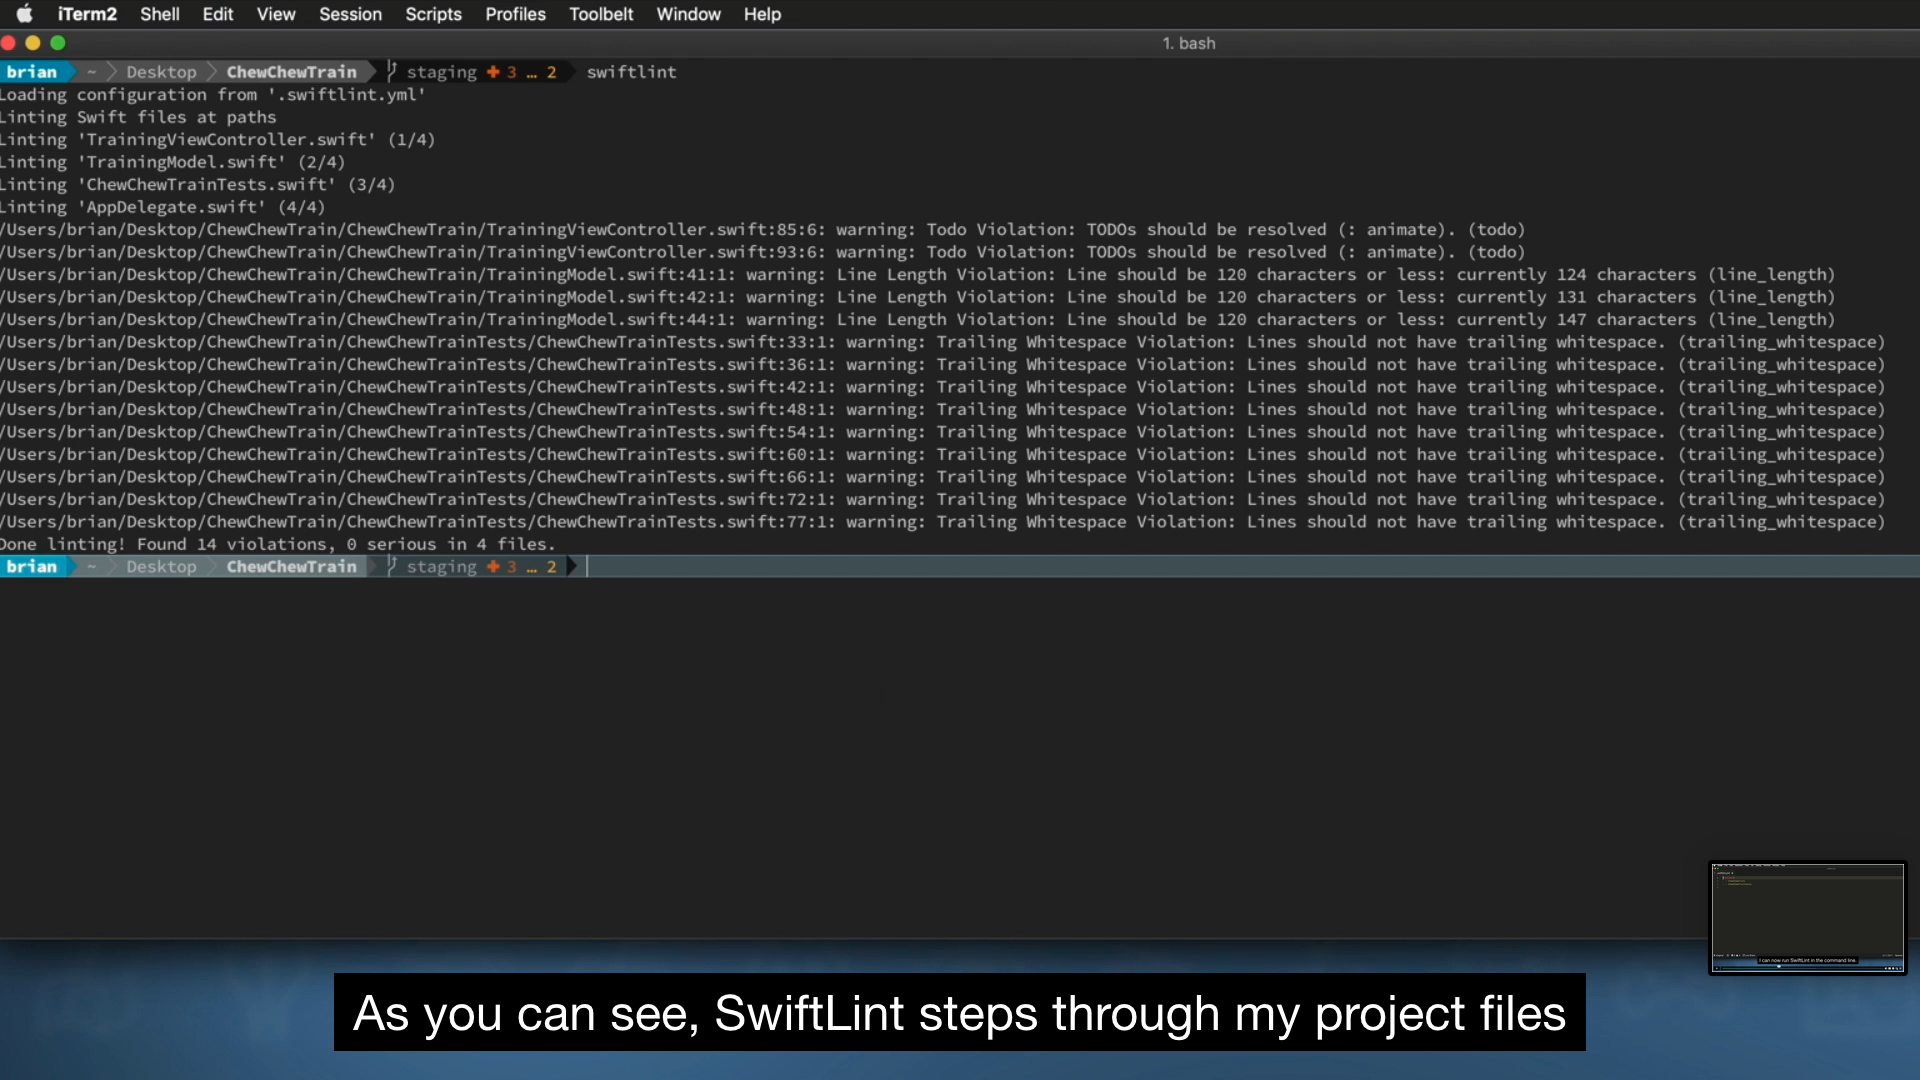 iTerm2 Shell Edit View Session Scripts Profiles Toolbelt Window Help
1. bash
brian ~ Desktop ChewChewTrain staging + 3 … 2 swiftlint
Loading configuration from '.swiftlint.yml'
Linting Swift files at paths
Linting 'TrainingViewController.swift' (1/4)
Linting 'TrainingModel.swift' (2/4)
Linting 'ChewChewTrainTests.swift' (3/4)
Linting 'AppDelegate.swift' (4/4)
/Users/brian/Desktop/ChewChewTrain/ChewChewTrain/TrainingViewController.swift:85:6: warning: Todo Violation: TODOs should be resolved (: animate). (todo)
/Users/brian/Desktop/ChewChewTrain/ChewChewTrain/TrainingViewController.swift:93:6: warning: Todo Violation: TODOs should be resolved (: animate). (todo)
/Users/brian/Desktop/ChewChewTrain/ChewChewTrain/TrainingModel.swift:41:1: warning: Line Length Violation: Line should be 120 characters or less: currently 124 characters (line_length)
/Users/brian/Desktop/ChewChewTrain/ChewChewTrain/TrainingModel.swift:42:1: warning: Line Length Violation: Line should be 120 characters or less: currently 131 characters (line_length)
/Users/brian/Desktop/ChewChewTrain/ChewChewTrain/TrainingModel.swift:44:1: warning: Line Length Violation: Line should be 120 characters or less: currently 147 characters (line_length)
/Users/brian/Desktop/ChewChewTrain/ChewChewTrainTests/ChewChewTrainTests.swift:33:1: warning: Trailing Whitespace Violation: Lines should not have trailing whitespace. (trailing_whitespace)
/Users/brian/Desktop/ChewChewTrain/ChewChewTrainTests/ChewChewTrainTests.swift:36:1: warning: Trailing Whitespace Violation: Lines should not have trailing whitespace. (trailing_whitespace)
/Users/brian/Desktop/ChewChewTrain/ChewChewTrainTests/ChewChewTrainTests.swift:42:1: warning: Trailing Whitespace Violation: Lines should not have trailing whitespace. (trailing_whitespace)
/Users/brian/Desktop/ChewChewTrain/ChewChewTrainTests/ChewChewTrainTests.swift:48:1: warning: Trailing Whitespace Violation: Lines should not have trailing whitespace. (trailing_whitespace)
/Users/brian/Desktop/ChewChewTrain/ChewChewTrainTests/ChewChewTrainTests.swift:54:1: warning: Trailing Whitespace Violation: Lines should not have trailing whitespace. (trailing_whitespace)
/Users/brian/Desktop/ChewChewTrain/ChewChewTrainTests/ChewChewTrainTests.swift:60:1: warning: Trailing Whitespace Violation: Lines should not have trailing whitespace. (trailing_whitespace)
/Users/brian/Desktop/ChewChewTrain/ChewChewTrainTests/ChewChewTrainTests.swift:66:1: warning: Trailing Whitespace Violation: Lines should not have trailing whitespace. (trailing_whitespace)
/Users/brian/Desktop/ChewChewTrain/ChewChewTrainTests/ChewChewTrainTests.swift:72:1: warning: Trailing Whitespace Violation: Lines should not have trailing whitespace. (trailing_whitespace)
/Users/brian/Desktop/ChewChewTrain/ChewChewTrainTests/ChewChewTrainTests.swift:77:1: warning: Trailing Whitespace Violation: Lines should not have trailing whitespace. (trailing_whitespace)
Done linting! Found 14 violations, 0 serious in 4 files.
brian ~ Desktop ChewChewTrain staging + 3 … 2
I can now run SwiftLint in the command line.
As you can see, SwiftLint steps through my project files